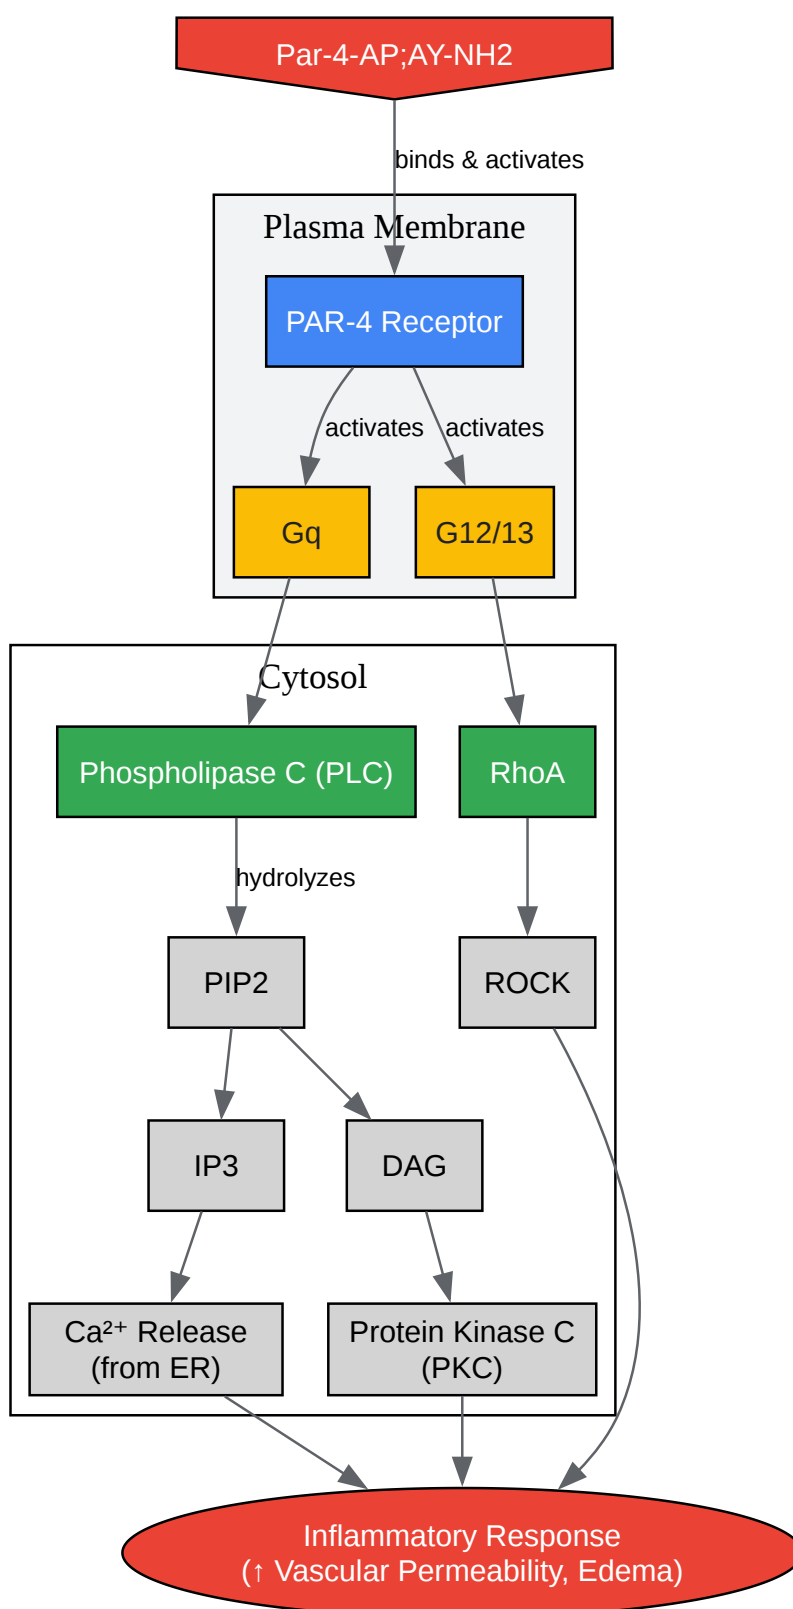 Par-4-AP;AY-NH2
binds & activates
Plasma Membrane
PAR-4 Receptor
activates
activates
Gq
G12/13
Cytosol
Phospholipase C (PLC)
RhoA
hydrolyzes
PIP2
ROCK
IP3
DAG
Ca²⁺ Release
(from ER)
Protein Kinase C
(PKC)
Inflammatory Response
(↑ Vascular Permeability, Edema)